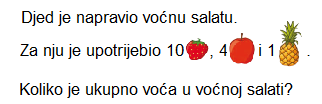 Djed je napravio voćnu salatu.
Za nju je upotrijebio 10 , 4 i 1 .
Koliko je ukupno voća u voćnoj salati?